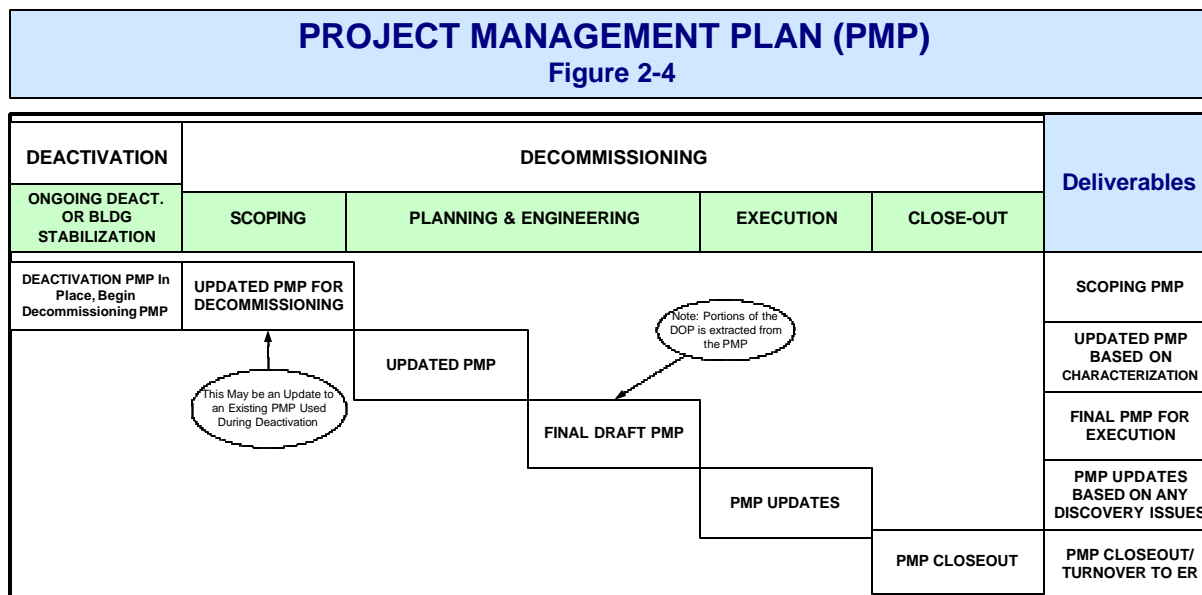 PROJECT MANAGEMENT PLAN (PMP)
Figure 2-4
DEACTIVATION
DECOMMISSIONING
Deliverables
ONGOING DEACT.
OR BLDG
STABILIZATION
SCOPING
PLANNING & ENGINEERING
EXECUTION
CLOSE-OUT
DEACTIVATION PMP In
Place, Begin
Decommissioning PMP
UPDATED PMP FOR
DECOMMISSIONING
SCOPING PMP
Note: Portions of the
DOP is extracted from
the PMP
UPDATED PMP
UPDATED PMP
BASED ON
CHARACTERIZATION
This May be an Update to
an Existing PMP Used
During Deactivation
FINAL DRAFT PMP
FINAL PMP FOR
EXECUTION
PMP UPDATES
PMP UPDATES
BASED ON ANY
DISCOVERY ISSUES
PMP CLOSEOUT
PMP CLOSEOUT/
TURNOVER TO ER